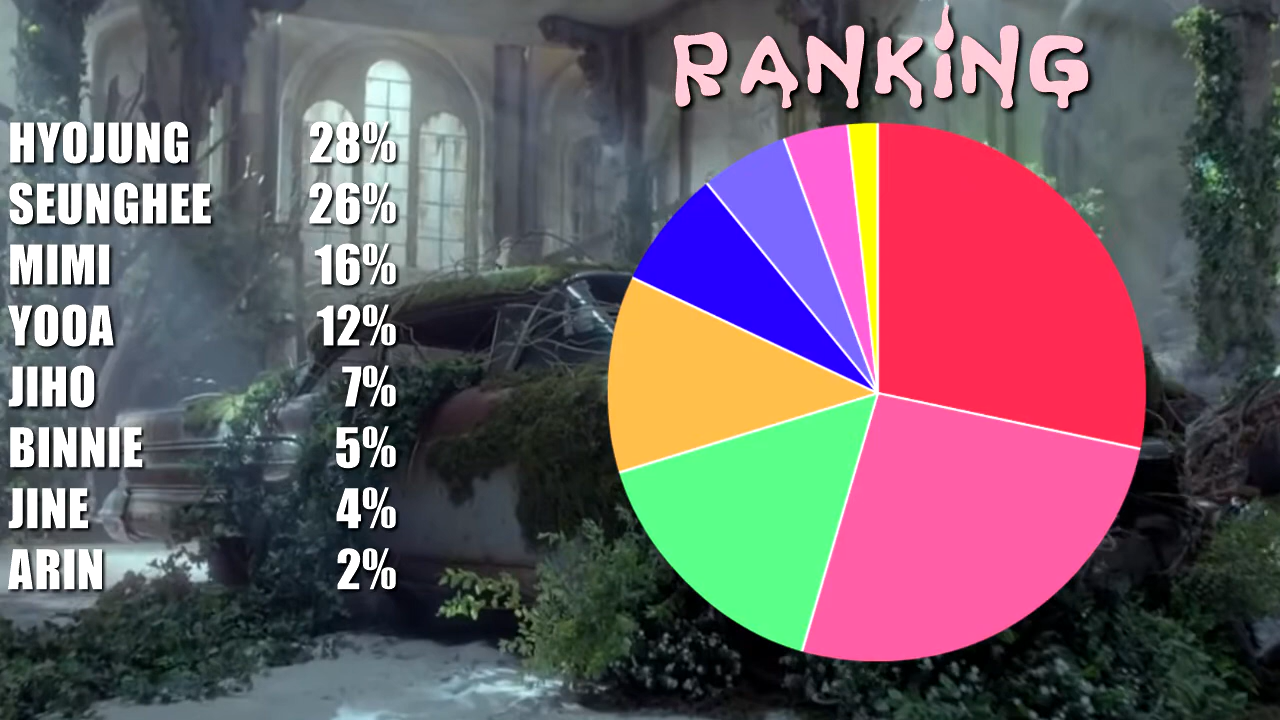 RANKING
HYOJUNG 28%
SEUNGHEE 26%
MIMI 16%
YOOA 12%
JIHO 7%
BINNIE 5%
JINE 4%
ARIN 2%